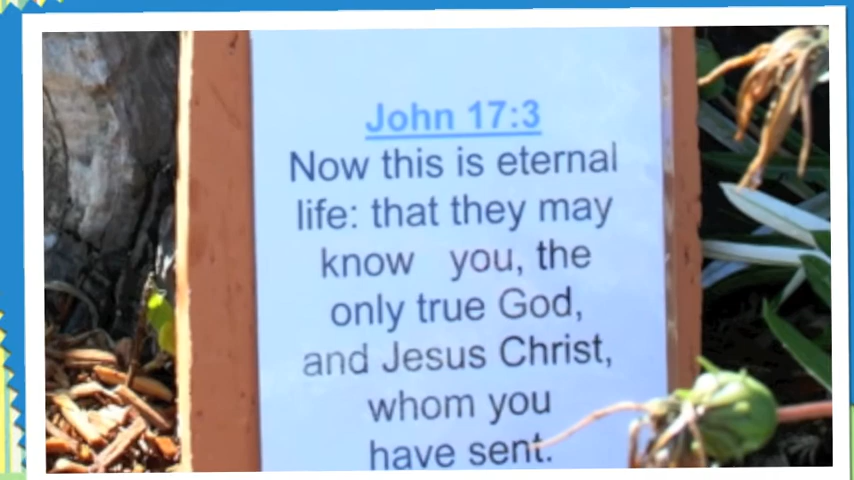 John 17:3
Now this is eternal
life: that they may
know you, the
only true God,
and Jesus Christ,
whom you
have sent.